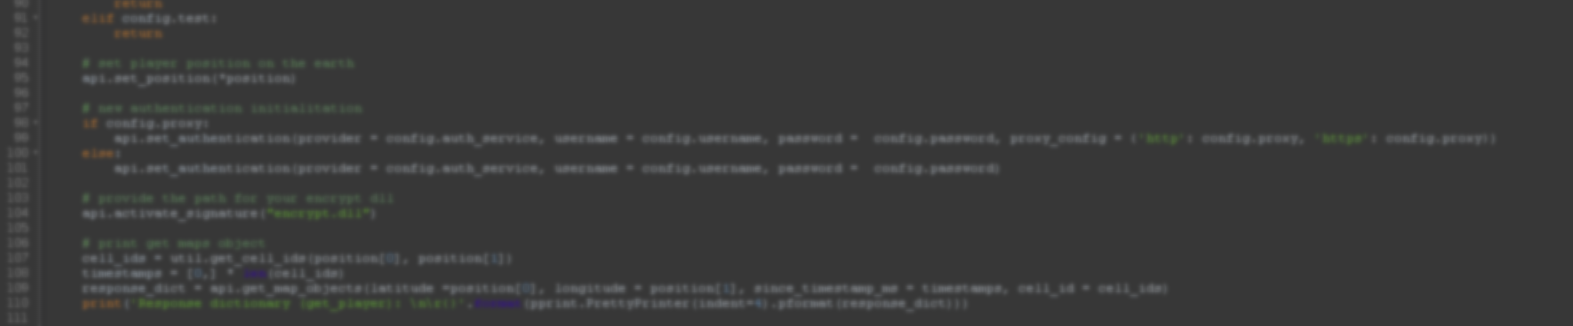 90 return
91 elif config.test:
92 return
93
94 # set player position on the earth
95 api.set_position(*position)
96
97 # new authentication initialitation
98 if config.proxy:
99 api.set_authentication(provider = config.auth_service, username = config.username, password =  config.password, proxy_config = {'http': config.proxy, 'https': config.proxy})
100 else:
101 api.set_authentication(provider = config.auth_service, username = config.username, password =  config.password)
102
103 # provide the path for your encrypt dll
104 api.activate_signature("encrypt.dll")
105
106 # print get maps object
107 cell_ids = util.get_cell_ids(position[0], position[1])
108 timestamps = [0,] * len(cell_ids)
109 response_dict = api.get_map_objects(latitude =position[0], longitude = position[1], since_timestamp_ms = timestamps, cell_id = cell_ids)
110 print('Response dictionary (get_player): \n\r{}'.format(pprint.PrettyPrinter(indent=4).pformat(response_dict)))
111